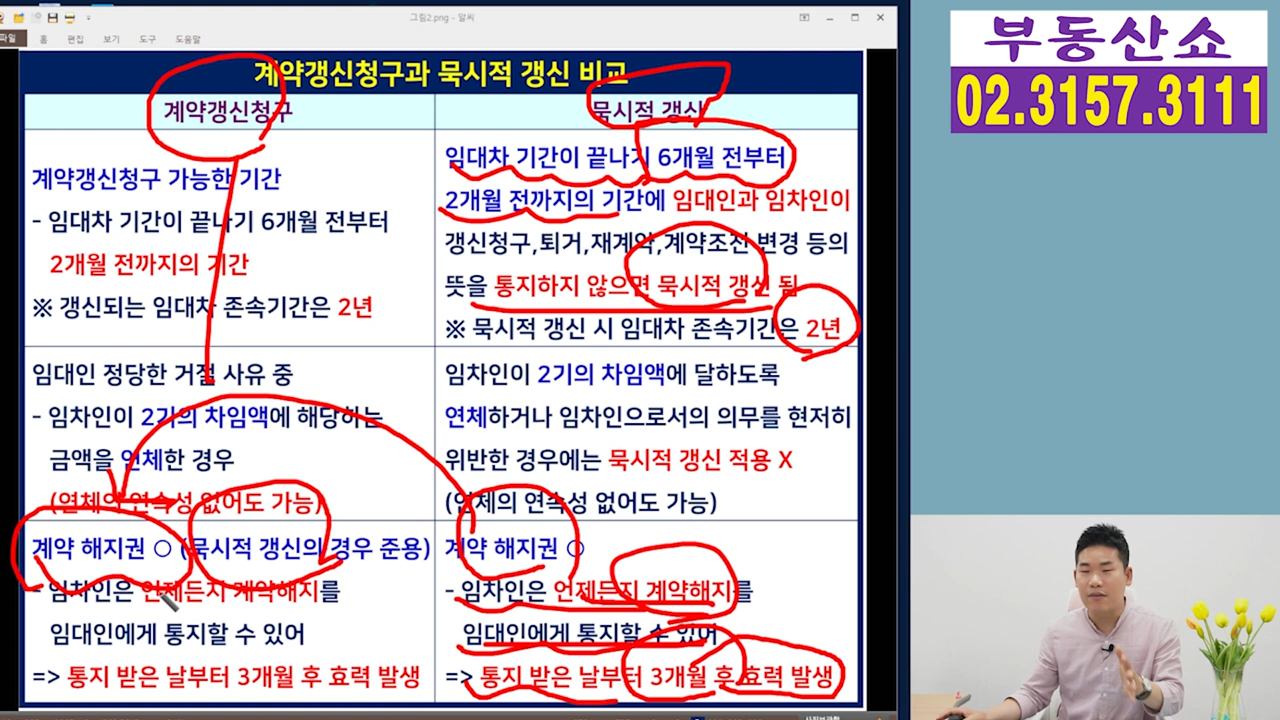 그림2.png - 알씨
파일 홈 편집 보기 도구 도움말
부동산쇼
02.3157.3111
계약갱신청구과 묵시적 갱신 비교
계약갱신청구
묵시적 갱신
계약갱신청구 가능한 기간
- 임대차 기간이 끝나기 6개월 전부터
2개월 전까지의 기간
※ 갱신되는 임대차 존속기간은 2년
임대차 기간이 끝나기 6개월 전부터
2개월 전까지의 기간에 임대인과 임차인이
갱신청구,퇴거,재계약,계약조건 변경 등의
뜻을 통지하지 않으면 묵시적 갱신 됨
※ 묵시적 갱신 시 임대차 존속기간은 2년
임대인 정당한 거절 사유 중
- 임차인이 2기의 차임액에 해당하는
금액을 연체한 경우
(연체의 연속성 없어도 가능)
임차인이 2기의 차임액에 달하도록
연체하거나 임차인으로서의 의무를 현저히
위반한 경우에는 묵시적 갱신 적용 X
(연체의 연속성 없어도 가능)
계약 해지권 ○ (묵시적 갱신의 경우 준용)
- 임차인은 언제든지 계약해지를
임대인에게 통지할 수 있어
=> 통지 받은 날부터 3개월 후 효력 발생
계약 해지권 ○
- 임차인은 언제든지 계약해지를
임대인에게 통지할 수 있어
=> 통지 받은 날부터 3개월 후 효력 발생